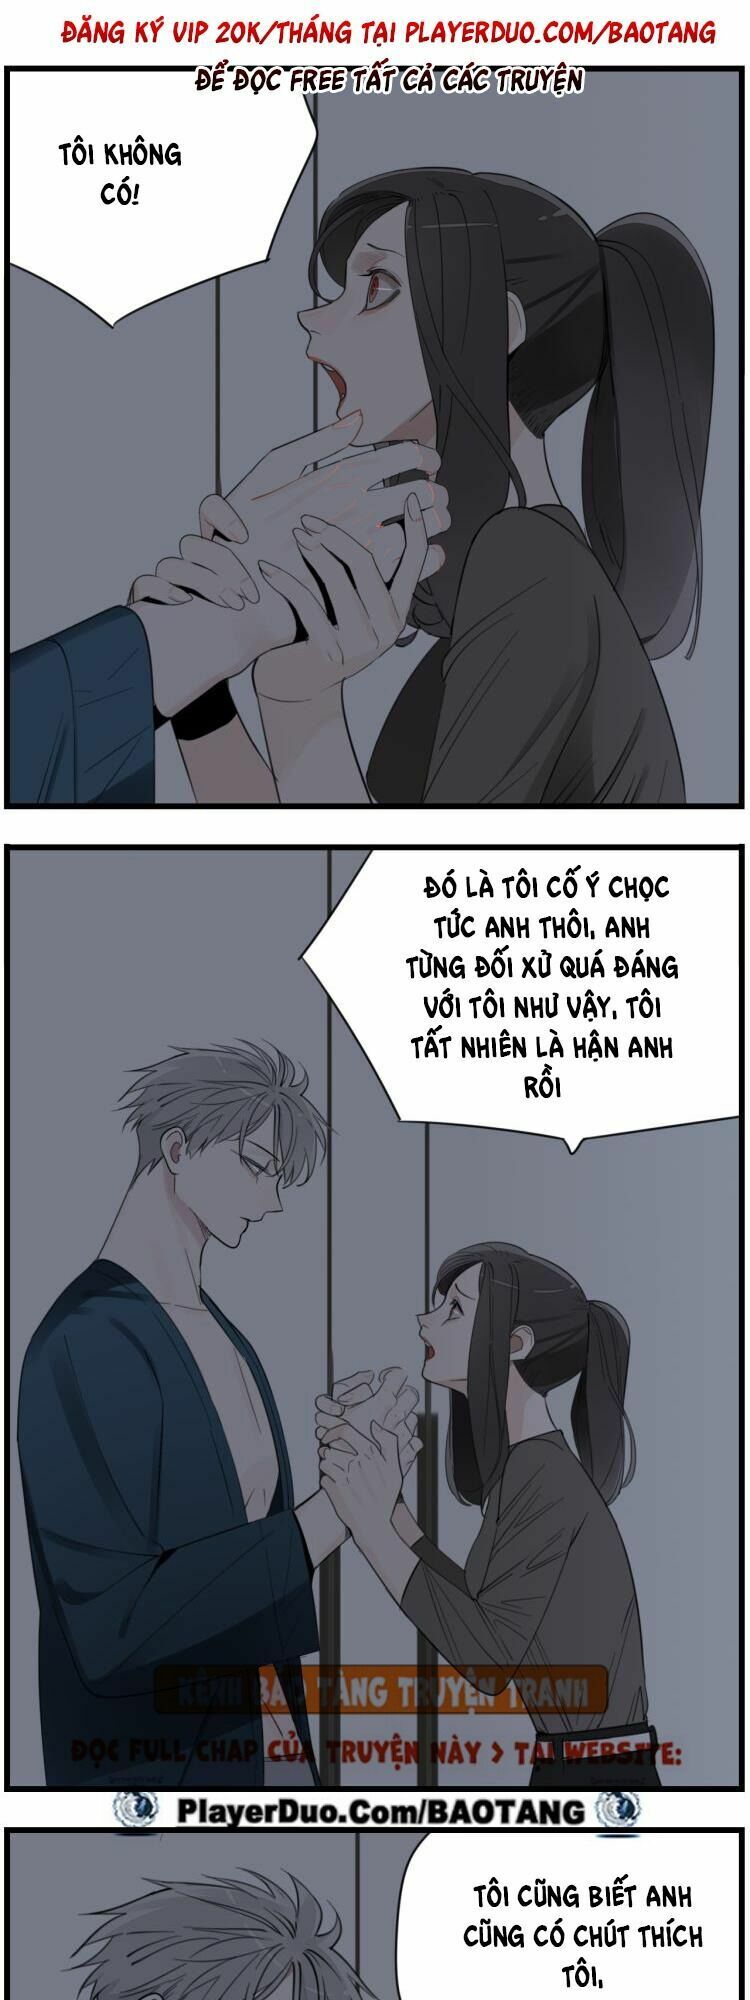 ĐĂNG KÝ VIP 20K/THÁNG TẠI PLAYERDUO.COM/BAOTANG
ĐỂ ĐỌC FREE TẤT CẢ CÁC TRUYỆN
TÔI KHÔNG
CÓ!
ĐÓ LÀ TÔI CỐ Ý CHỌC
TỨC ANH THÔI, ANH
TỪNG ĐỐI XỬ QUÁ ĐÁNG
VỚI TÔI NHƯ VẬY, TÔI
TẤT NHIÊN LÀ HẬN ANH
RỒI
KÊNH BẢO TÀNG TRUYỆN TRANH
ĐỌC FULL CHAP CỦA TRUYỆN NÀY > TẠI WEBSITE:
PLAYERDUO.COM/BAOTANG
TÔI CŨNG BIẾT ANH
CŨNG CÓ CHÚT THÍCH
TÔI,